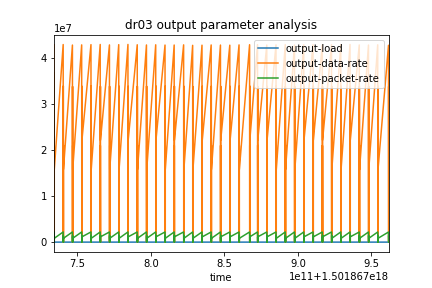 dr03 output parameter analysis
1e7
output-load
output-data-rate
output-packet-rate
4
3
2
1
0
7.5 8.0 8.5 9.0 9.5
time
1e11+1.501867e18